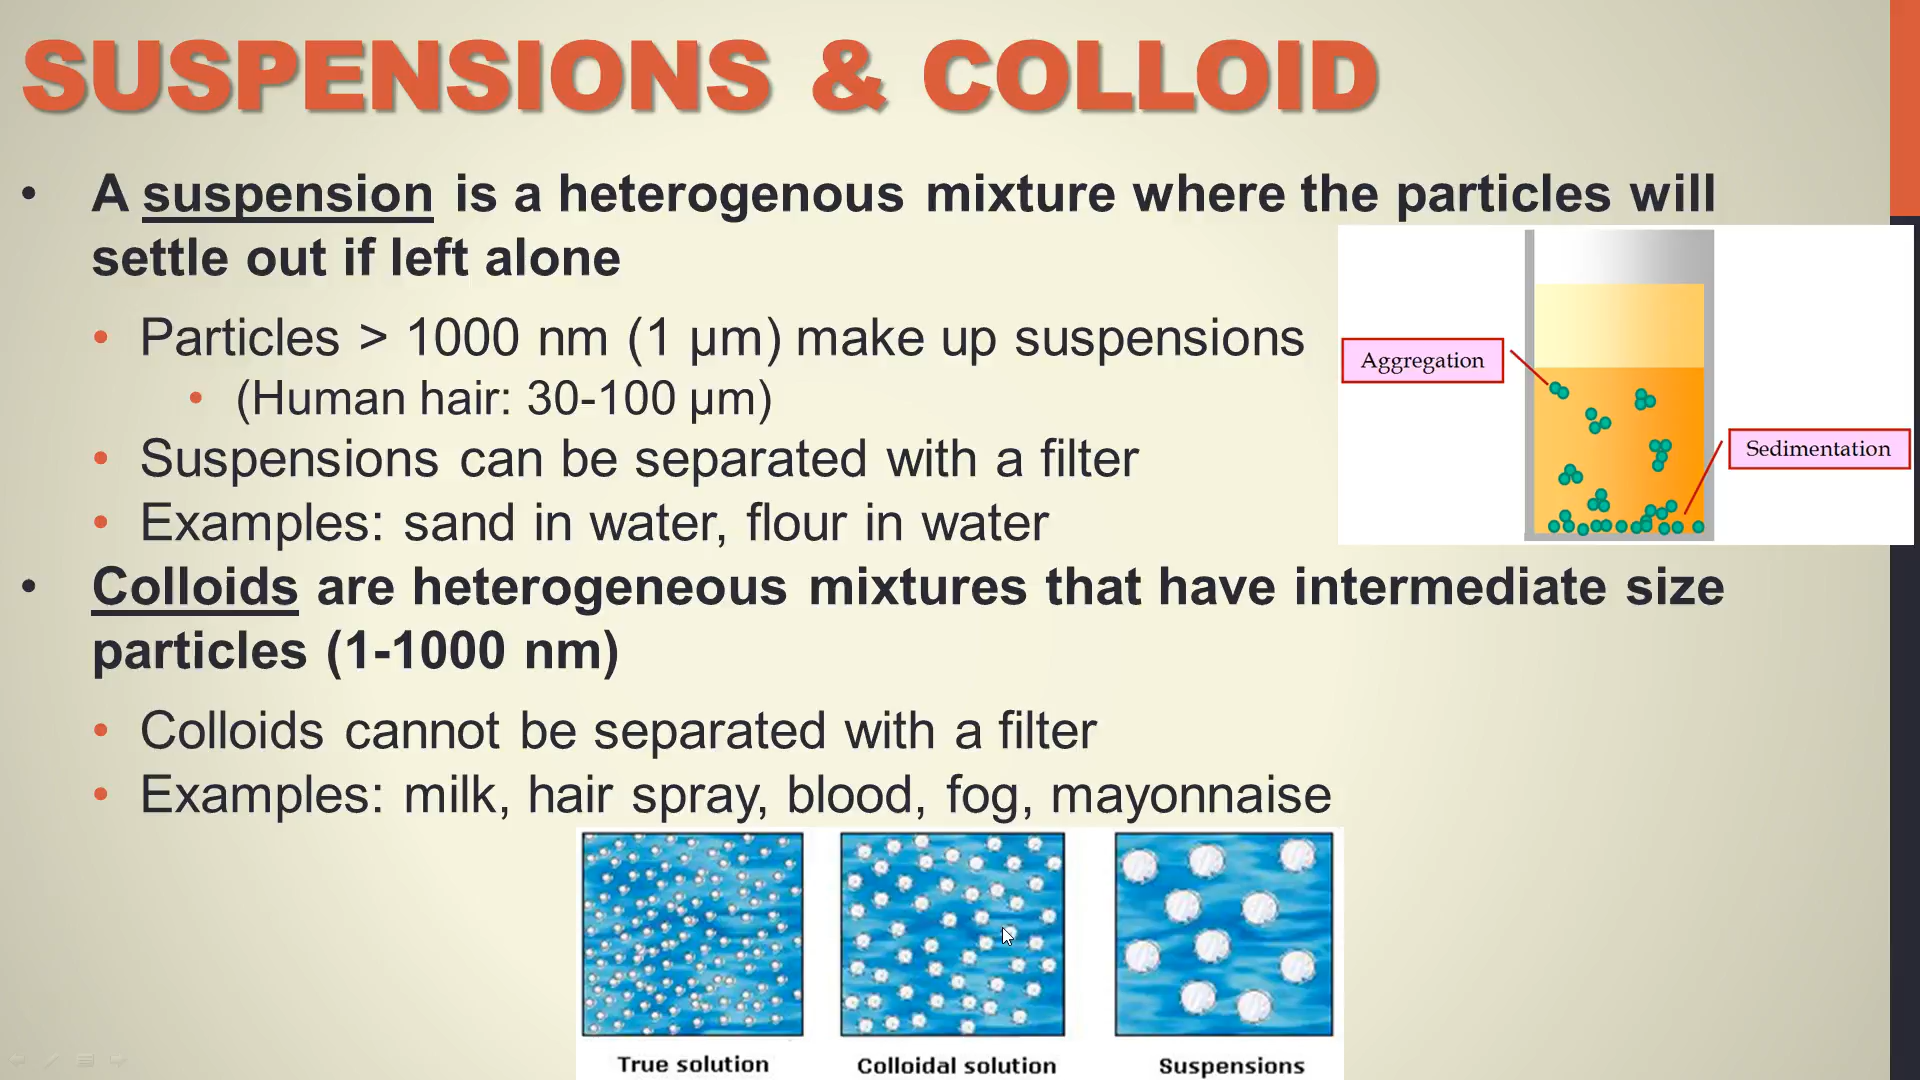 SUSPENSIONS & COLLOID
• A suspension is a heterogenous mixture where the particles will
settle out if left alone
• Particles > 1000 nm (1 µm) make up suspensions
• (Human hair: 30-100 µm)
• Suspensions can be separated with a filter
• Examples: sand in water, flour in water
Aggregation
Sedimentation
• Colloids are heterogeneous mixtures that have intermediate size
particles (1-1000 nm)
• Colloids cannot be separated with a filter
• Examples: milk, hair spray, blood, fog, mayonnaise
True solution
Colloidal solution
Suspensions